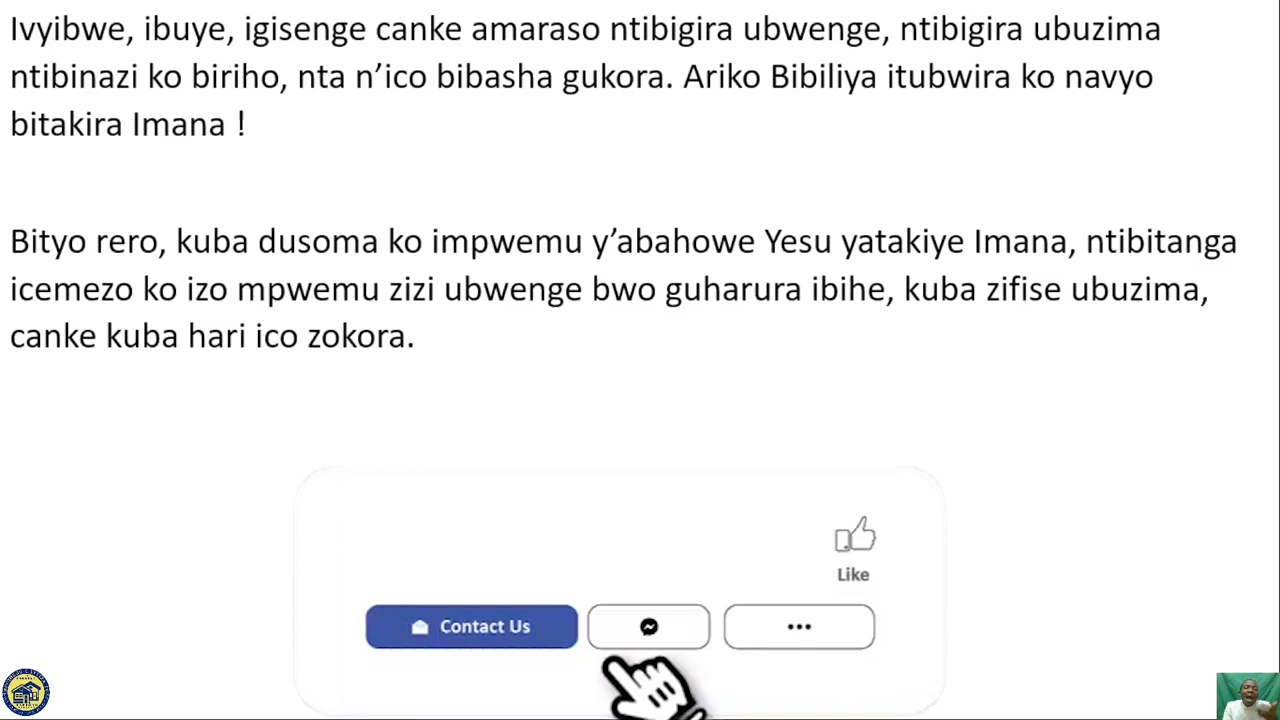 Ivyibwe, ibuye, igisenge canke amaraso ntibigira ubwenge, ntibigira ubuzima
ntibinazi ko biriho, nta n’ico bibasha gukora. Ariko Bibiliya itubwira ko navyo
bitakira Imana !
Bityo rero, kuba dusoma ko impwemu y’abahowe Yesu yatakiye Imana, ntibitanga
icemezo ko izo mpwemu zizi ubwenge bwo guharura ibihe, kuba zifise ubuzima,
canke kuba hari ico zokora.
Like
Contact Us